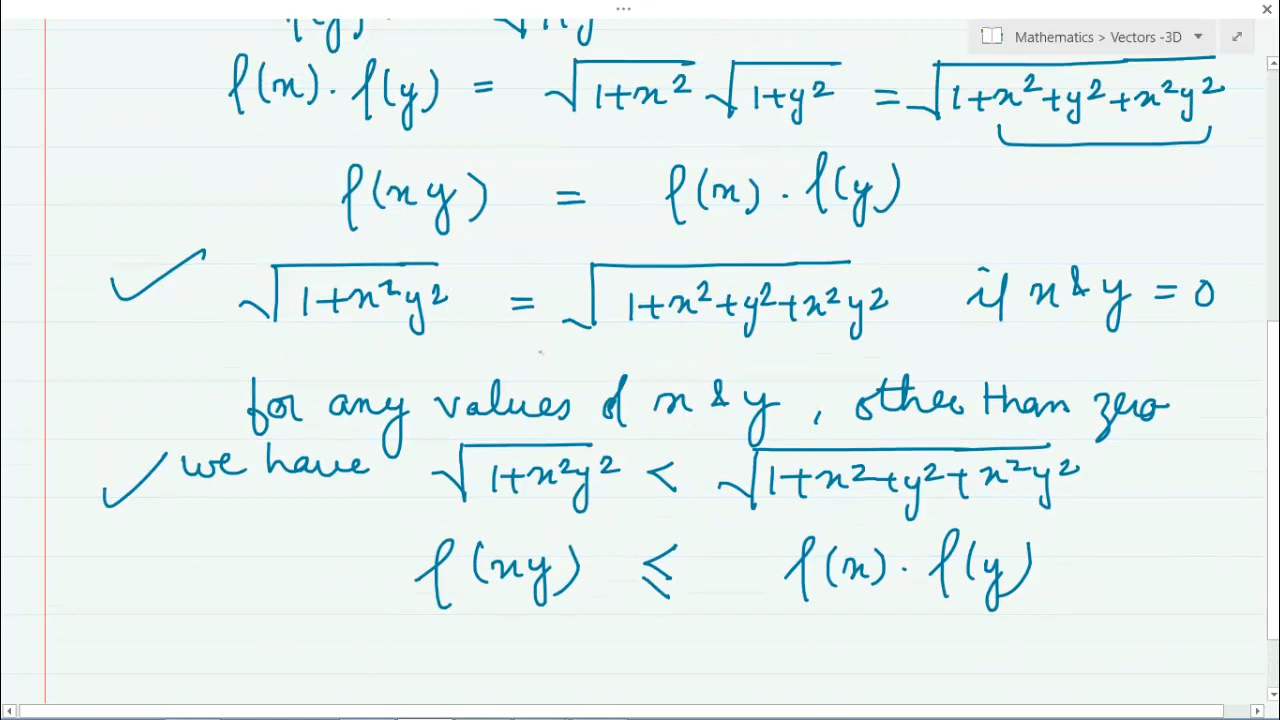 Mathematics > Vectors -3D
f(x) . f(y) = √(1+x²) √(1+y²) = √(1+x²+y²+x²y²)
f(xy) = f(x) . f(y)
√(1+x²y²) = √(1+x²+y²+x²y²) if x & y = 0
for any values of x & y , other than zero
we have √(1+x²y²) < √(1+x²+y²+x²y²)
f(xy) ≤ f(x) . f(y)